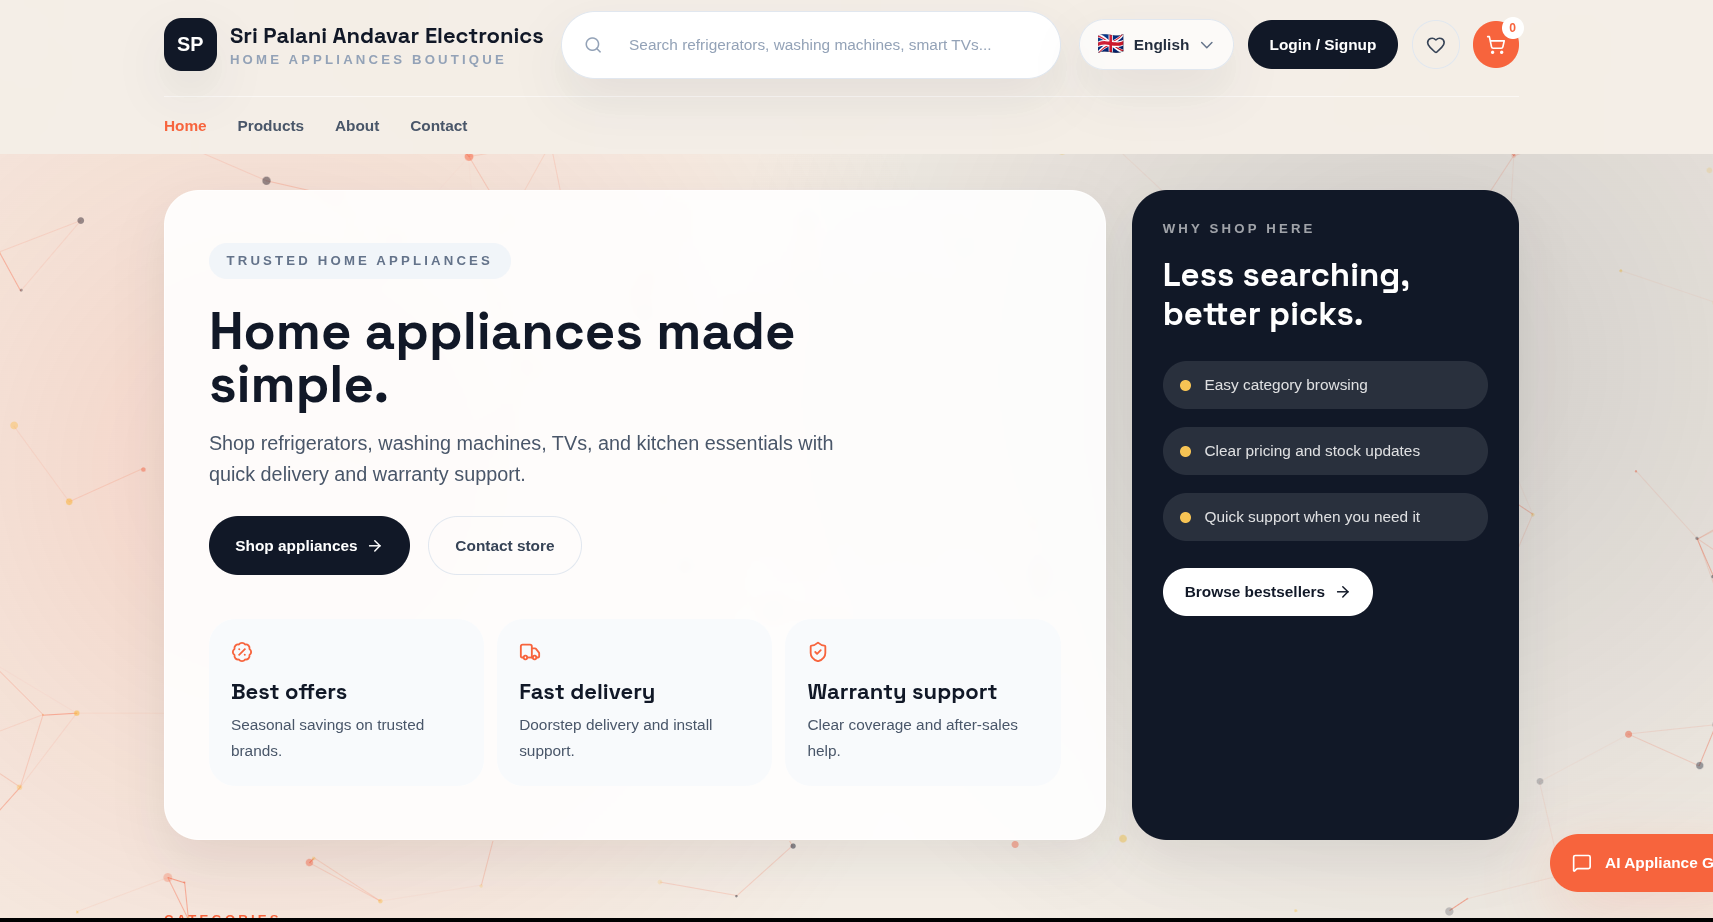 SP
Sri Palani Andavar Electronics
HOME APPLIANCES BOUTIQUE
Search refrigerators, washing machines, smart TVs...
English
Login / Signup
0
Home
Products
About
Contact
TRUSTED HOME APPLIANCES
Home appliances made
simple.
Shop refrigerators, washing machines, TVs, and kitchen essentials with
quick delivery and warranty support.
Shop appliances
Contact store
Best offers
Seasonal savings on trusted
brands.
Fast delivery
Doorstep delivery and install
support.
Warranty support
Clear coverage and after-sales
help.
WHY SHOP HERE
Less searching,
better picks.
Easy category browsing
Clear pricing and stock updates
Quick support when you need it
Browse bestsellers
AI Appliance G
CATEGORIES